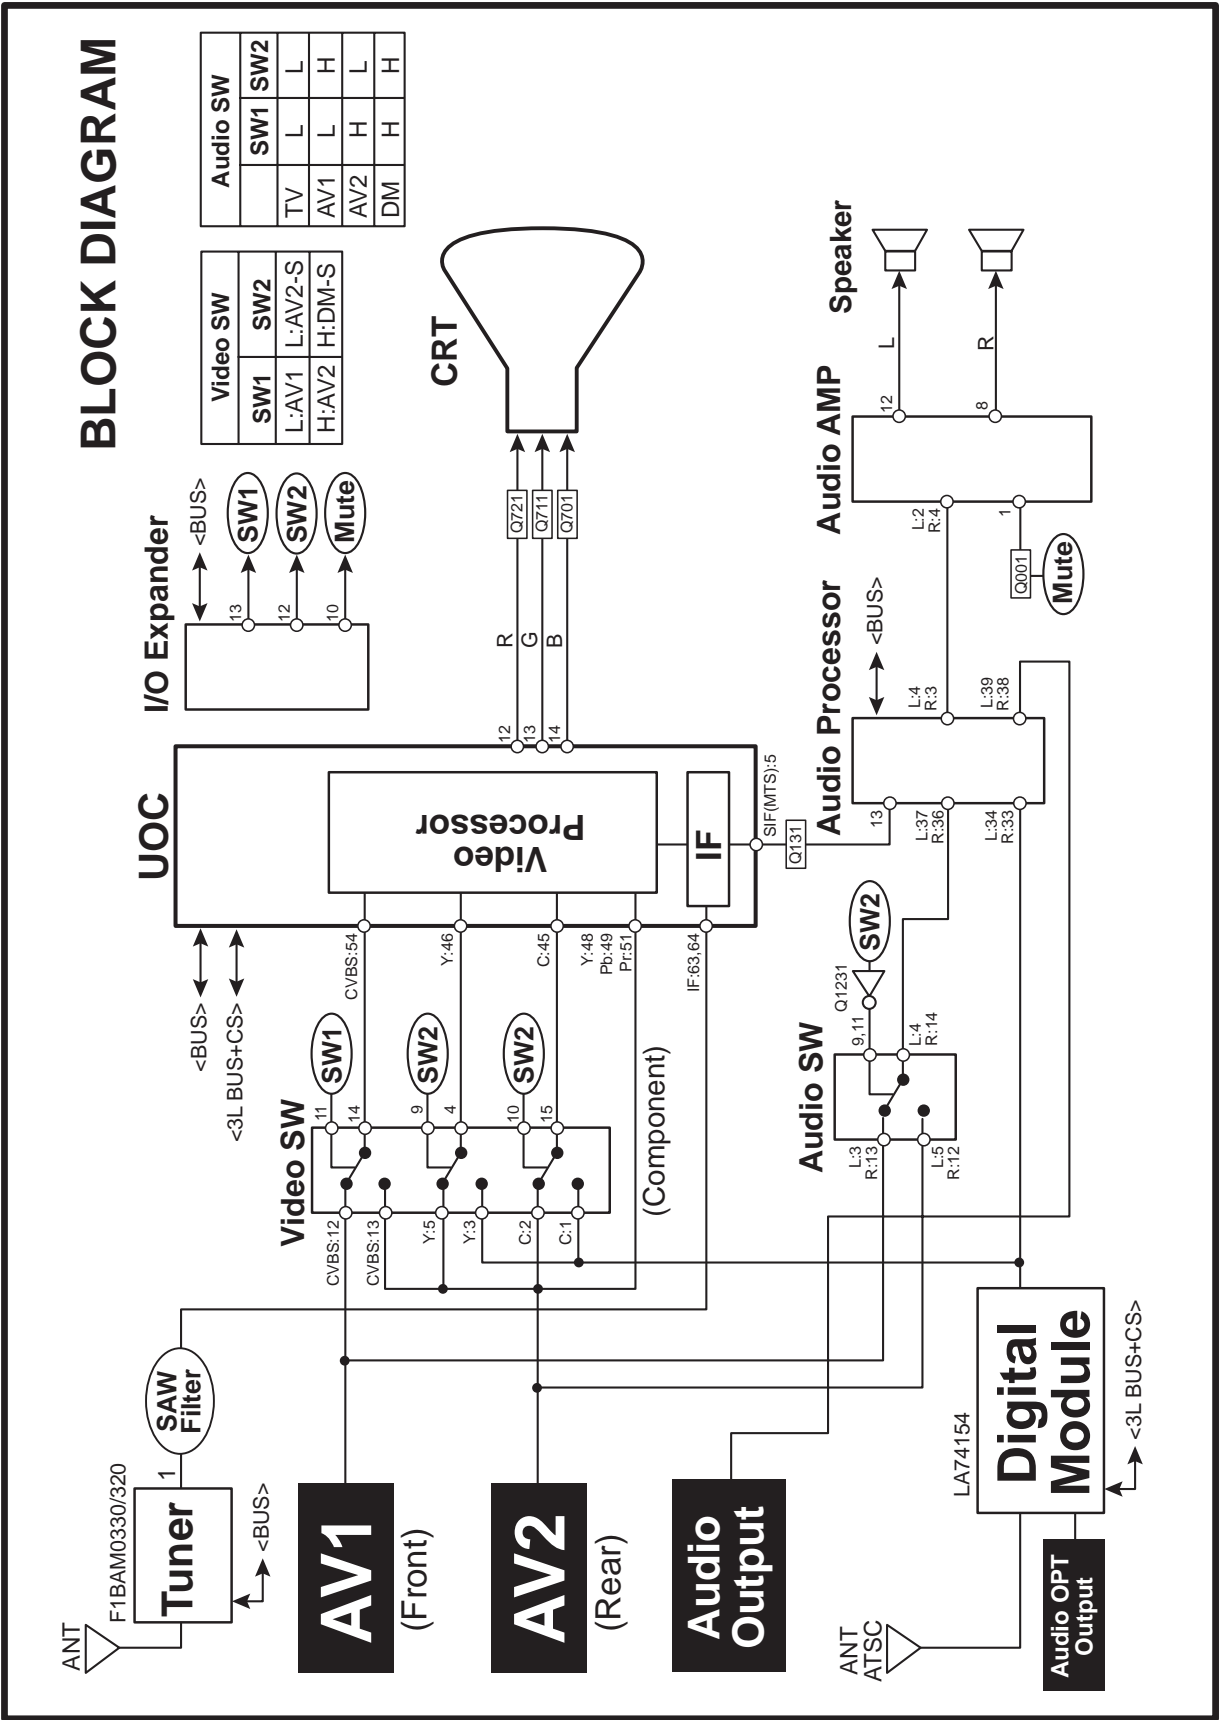 BLOCK DIAGRAM
ANT
F1BAM0330/320
Tuner
<BUS>
1
SAW
Filter
AV1
(Front)
AV2
(Rear)
Audio
Output
ANT
ATSC
LA74154
Digital
Module
<3L BUS+CS>
Audio OPT
Output
Video SW
CVBS:12
CVBS:13
Y:5
Y:3
C:2
C:1
11
14
9
4
10
15
SW1
SW2
SW2
(Component)
<BUS>
<3L BUS+CS>
UOC
CVBS:54
Y:46
C:45
Y:48
Pb:49
Pr:51
IF:63,64
Video
Processor
IF
SIF(MTS):5
Q131
12
13
14
R
G
B
Q721
Q711
Q701
CRT
I/O Expander
<BUS>
13
12
10
SW1
SW2
Mute
Video SW
SW1 SW2
L:AV1 L:AV2-S
H:AV2 H:DM-S
Audio SW
SW1 SW2
TV L L
AV1 L H
AV2 H L
DM H H
Audio SW
L:3
R:13
L:5
R:12
9,11
L:4
R:14
Q1231
SW2
Audio Processor
<BUS>
13
L:37
R:36
L:34
R:33
L:4
R:3
L:39
R:38
Audio AMP
L:2
R:4
1
Q001
Mute
12
8
L
R
Speaker